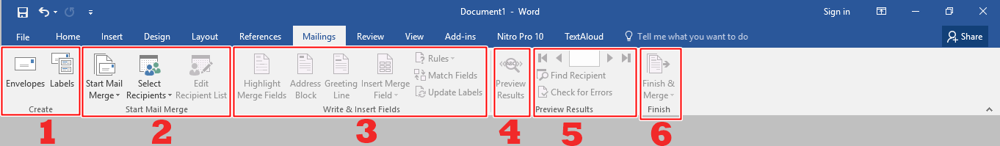 Document1 - Word
Sign in
File Home Insert Design Layout References Mailings Review View Add-ins Nitro Pro 10 TextAloud Tell me what you want to do Share
Envelopes
Labels
Create
Start Mail
Merge
Select
Recipients
Edit
Recipient List
Start Mail Merge
Highlight
Merge Fields
Address
Block
Greeting
Line
Insert Merge
Field
Rules
Match Fields
Update Labels
Write & Insert Fields
ABC
Preview
Results
Find Recipient
Check for Errors
Preview Results
Finish &
Merge
Finish
1 2 3 4 5 6